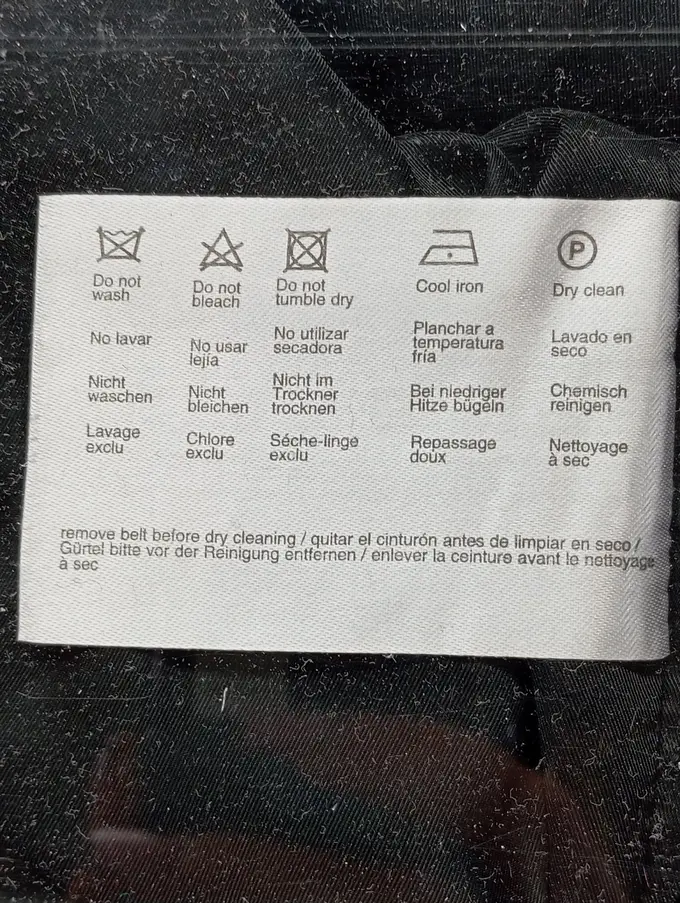 P
Do not
wash
Do not
bleach
Do not
tumble dry
Cool iron
Dry clean
No lavar
No usar
lejía
No utilizar
secadora
Planchar a
temperatura
fría
Lavado en
seco
Nicht
waschen
Nicht
bleichen
Nicht im
Trockner
trocknen
Bei niedriger
Hitze bügeln
Chemisch
reinigen
Lavage
exclu
Chlore
exclu
Séche-linge
exclu
Repassage
doux
Nettoyage
à sec
remove belt before dry cleaning / quitar el cinturón antes de limpiar en seco /
Gürtel bitte vor der Reinigung entfernen / enlever la ceinture avant le nettoyage
à sec